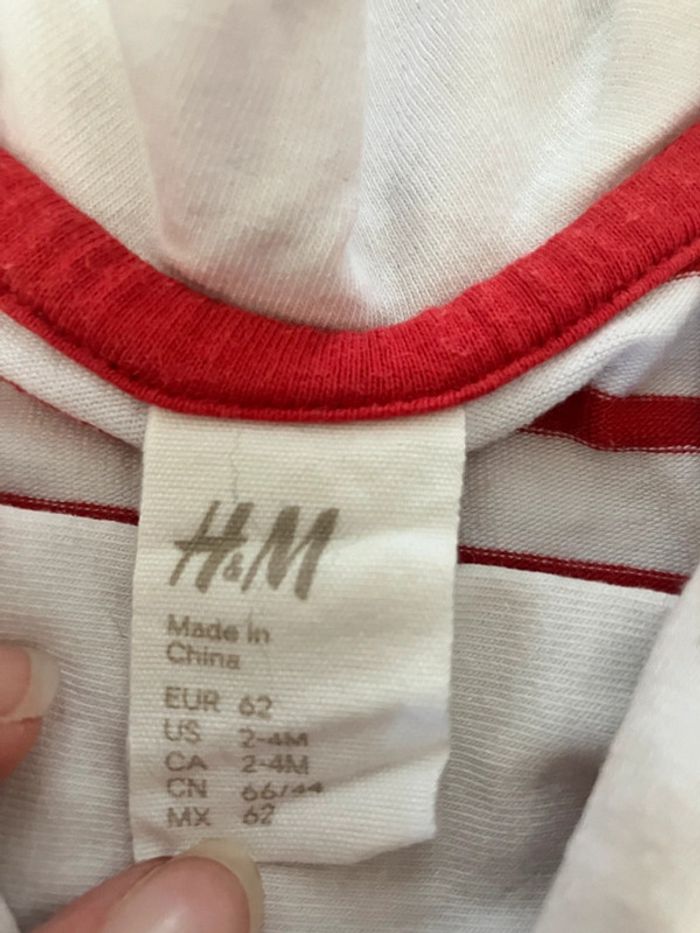 H&M
Made in
China
EUR 62
US 2-4M
CA 2-4M
CN 66/44
MX 62